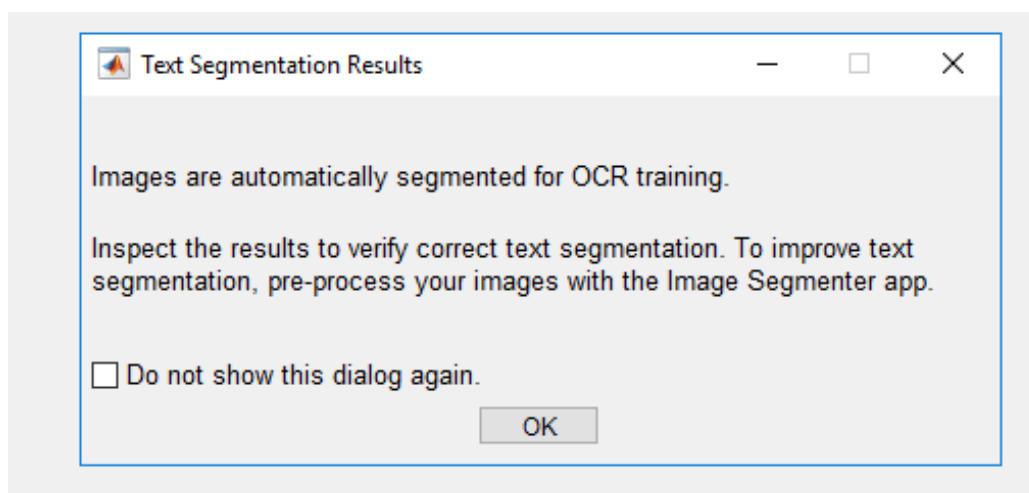 Text Segmentation Results
Images are automatically segmented for OCR training.
Inspect the results to verify correct text segmentation. To improve text
segmentation, pre-process your images with the Image Segmenter app.
Do not show this dialog again.
OK